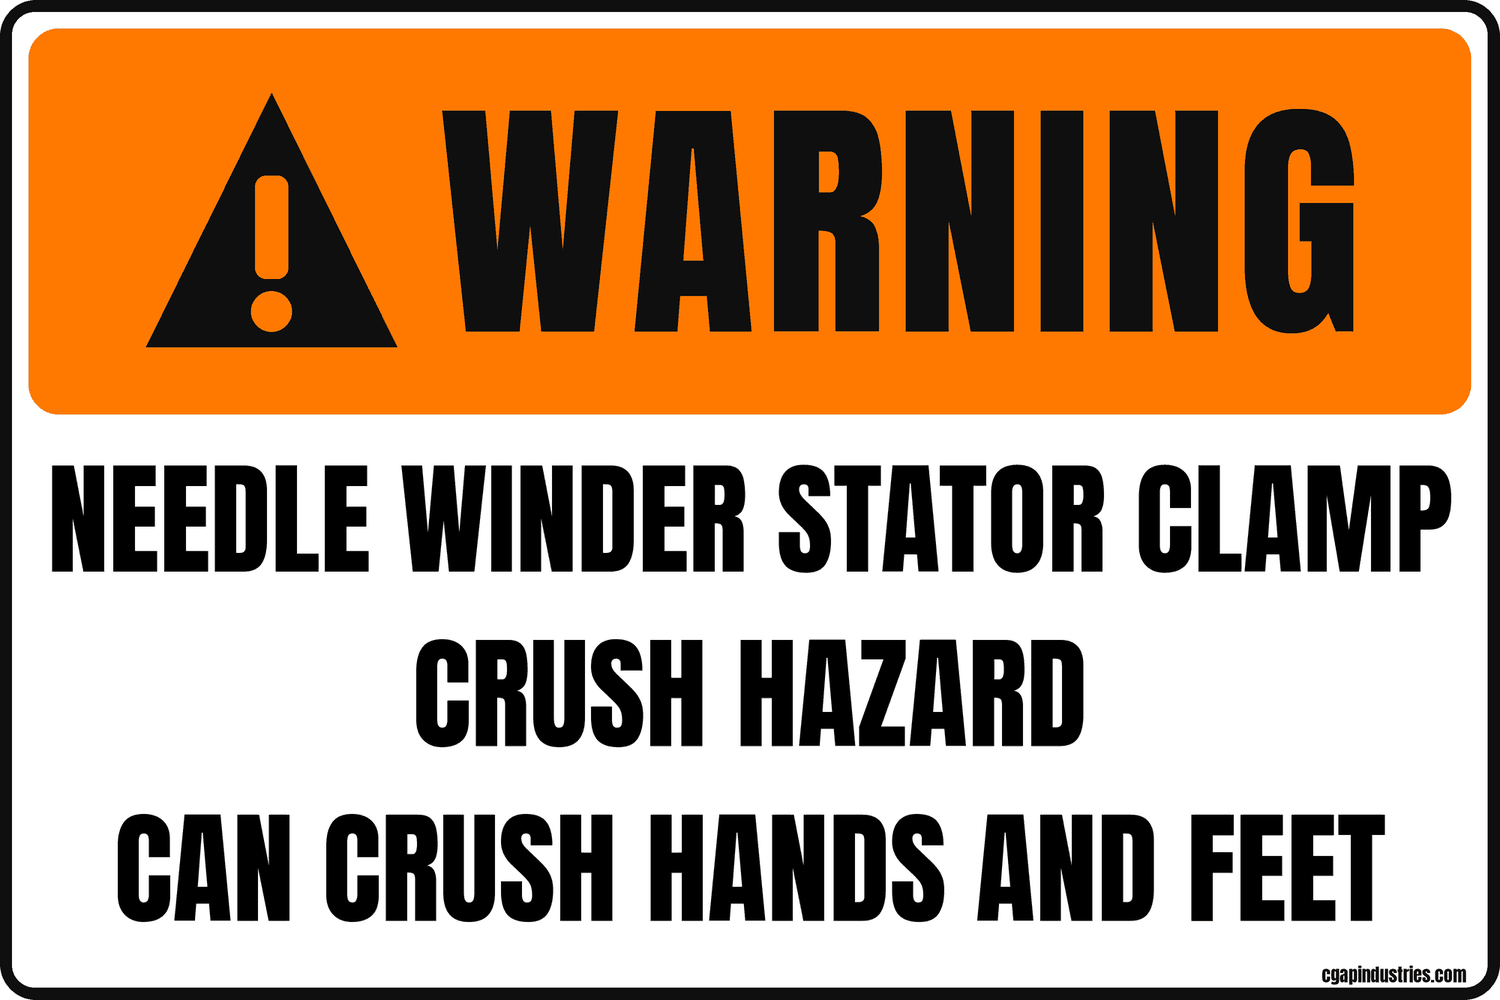 WARNING
NEEDLE WINDER STATOR CLAMP
CRUSH HAZARD
CAN CRUSH HANDS AND FEET
cgapindustries.com